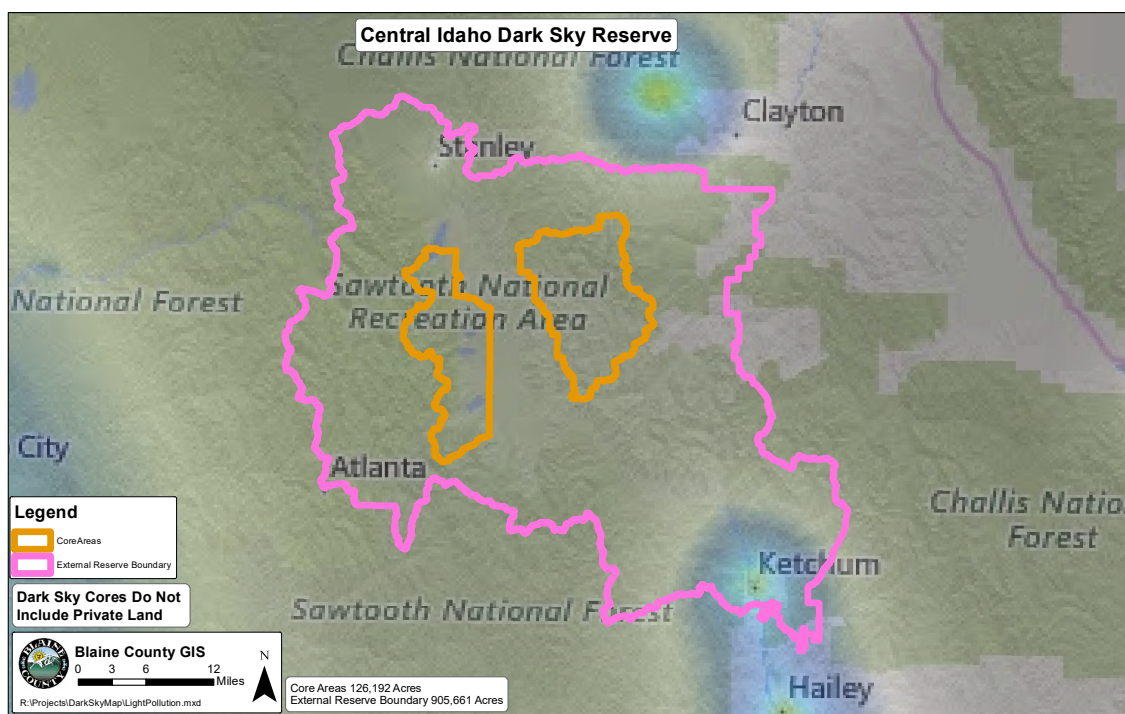 Central Idaho Dark Sky Reserve
Challis National Forest
Clayton
Stanley
National Forest
Sawtooth National
Recreation Area
City
Atlanta
Challis Natio
Forest
Ketchum
Sawtooth National Forest
Hailey
Legend
CoreAreas
External Reserve Boundary
Dark Sky Cores Do Not
Include Private Land
BLAINE
COUNTY
Blaine County GIS
0 3 6 12
Miles
N
R:\Projects\DarkSkyMap\LightPollution.mxd
Core Areas 126,192 Acres
External Reserve Boundary 905,661 Acres